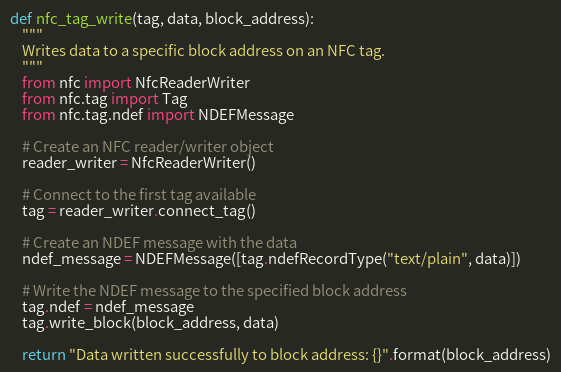 def nfc_tag_write(tag, data, block_address):
"""
Writes data to a specific block address on an NFC tag.
"""
from nfc import NfcReaderWriter
from nfc.tag import Tag
from nfc.tag.ndef import NDEFMessage
# Create an NFC reader/writer object
reader_writer = NfcReaderWriter()
# Connect to the first tag available
tag = reader_writer.connect_tag()
# Create an NDEF message with the data
ndef_message = NDEFMessage([tag.ndefRecordType("text/plain", data)])
# Write the NDEF message to the specified block address
tag.ndef = ndef_message
tag.write_block(block_address, data)
return "Data written successfully to block address: {}".format(block_address)